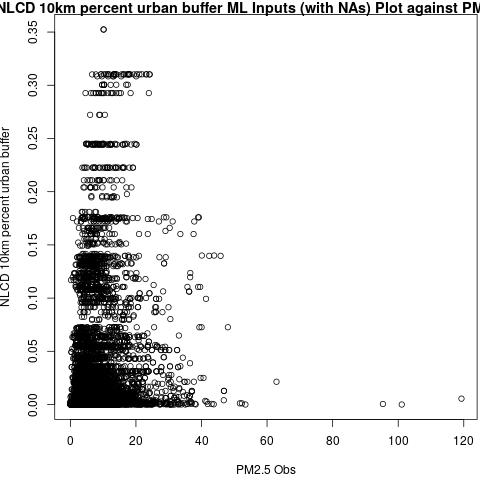 NLCD 10km percent urban buffer ML Inputs (with NAs) Plot against PM
NLCD 10km percent urban buffer
0.35
0.30
0.25
0.20
0.15
0.10
0.05
0.00
0 20 40 60 80 100 120
PM2.5 Obs